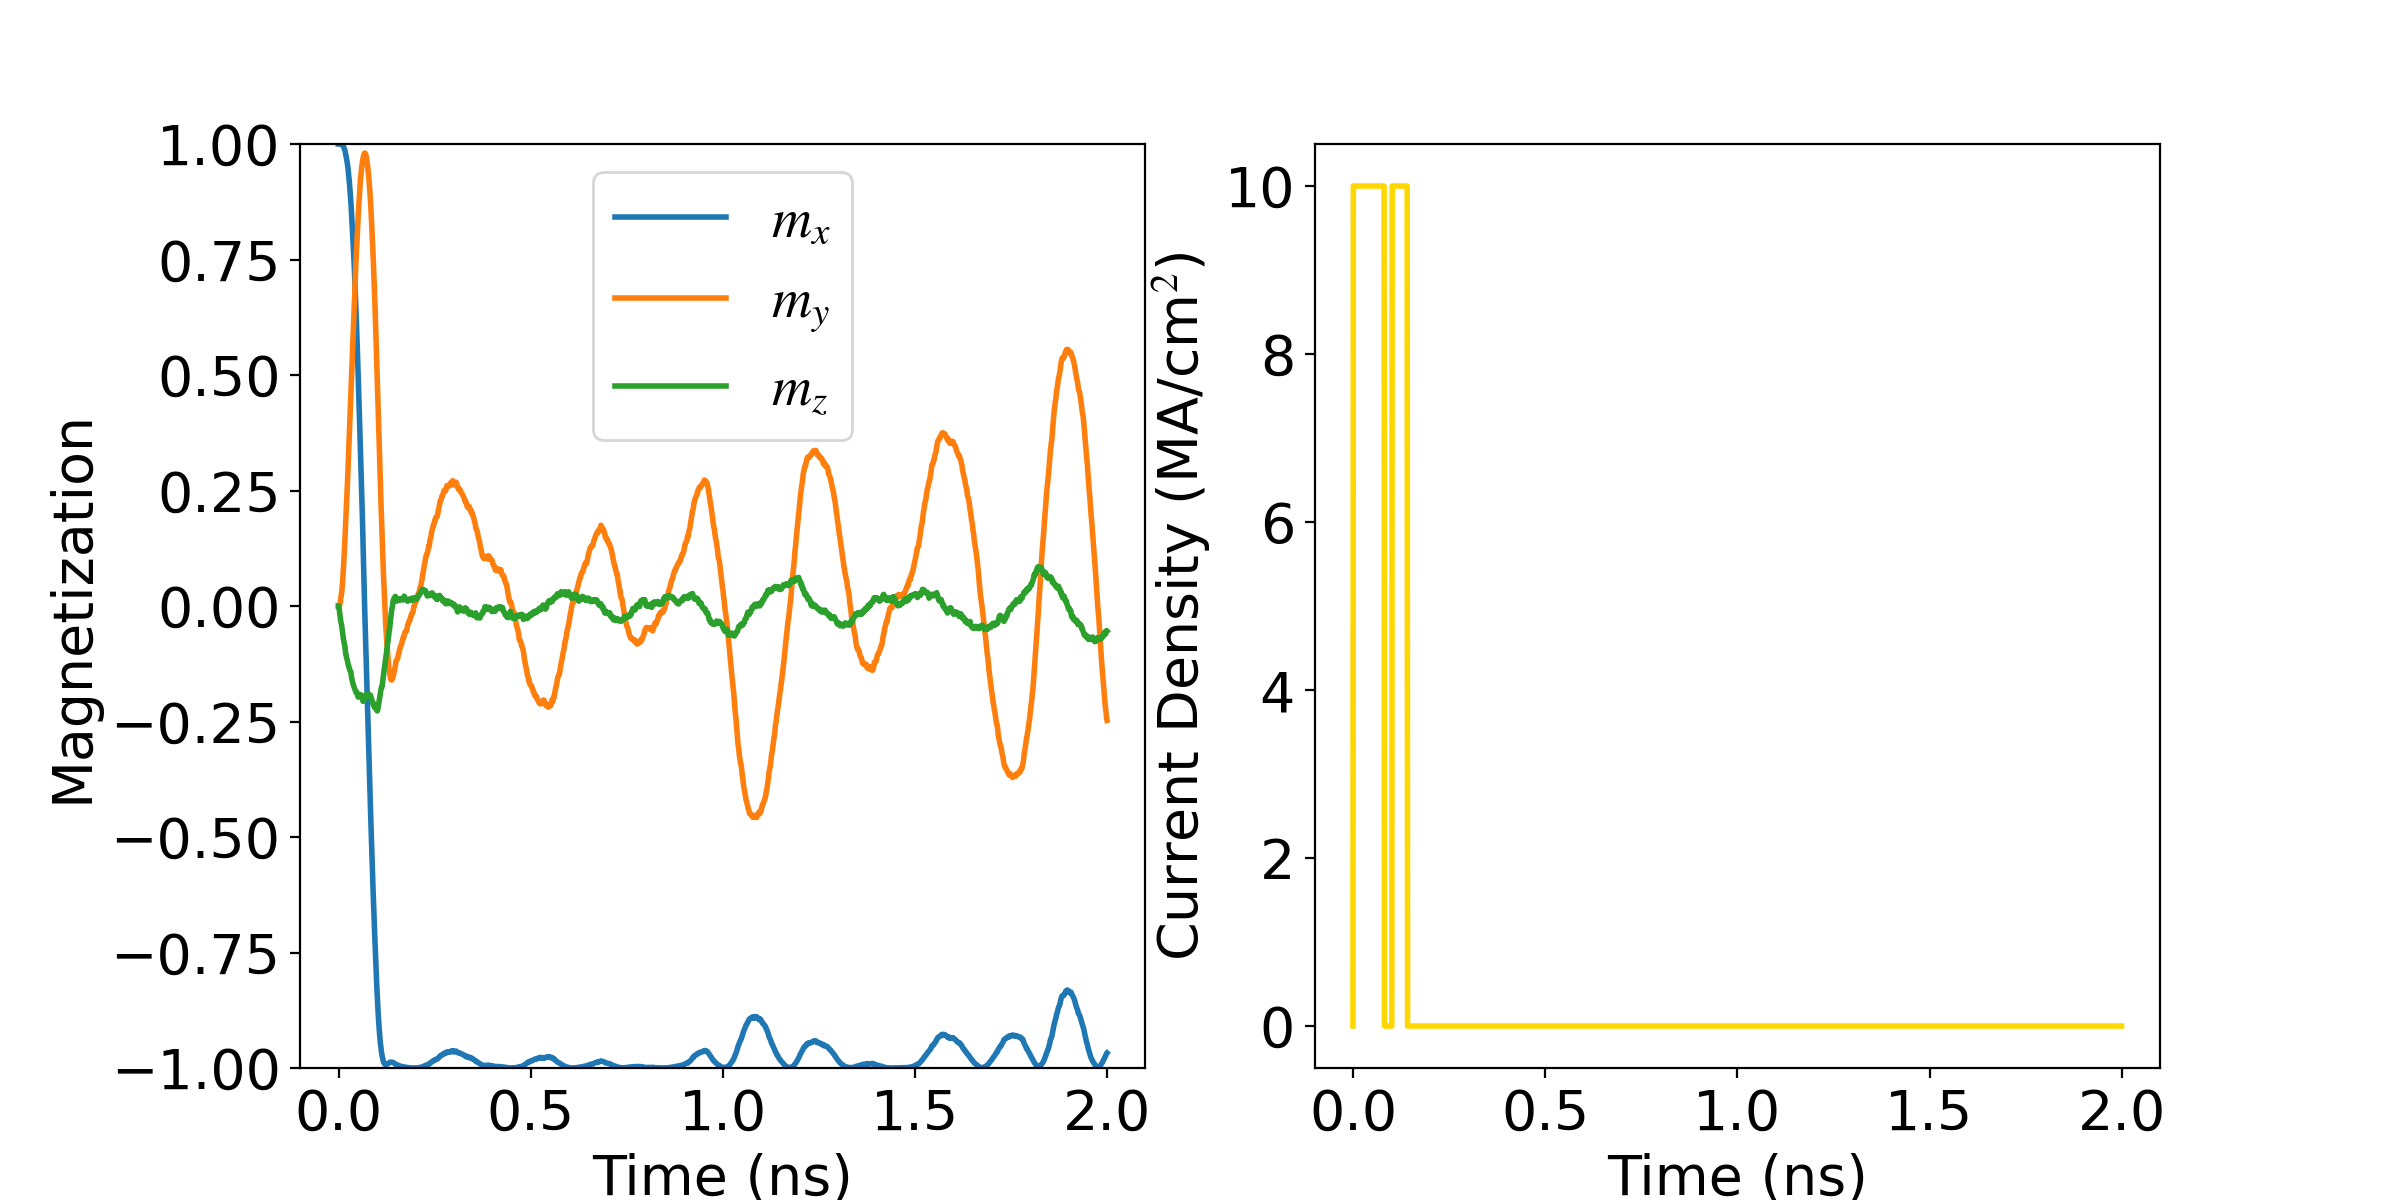 Magnetization
1.00
0.75
0.50
0.25
0.00
−0.25
−0.50
−0.75
−1.00
0.0 0.5 1.0 1.5 2.0
Time (ns)
m_x
m_y
m_z
Current Density (MA/cm²)
10
8
6
4
2
0
0.0 0.5 1.0 1.5 2.0
Time (ns)